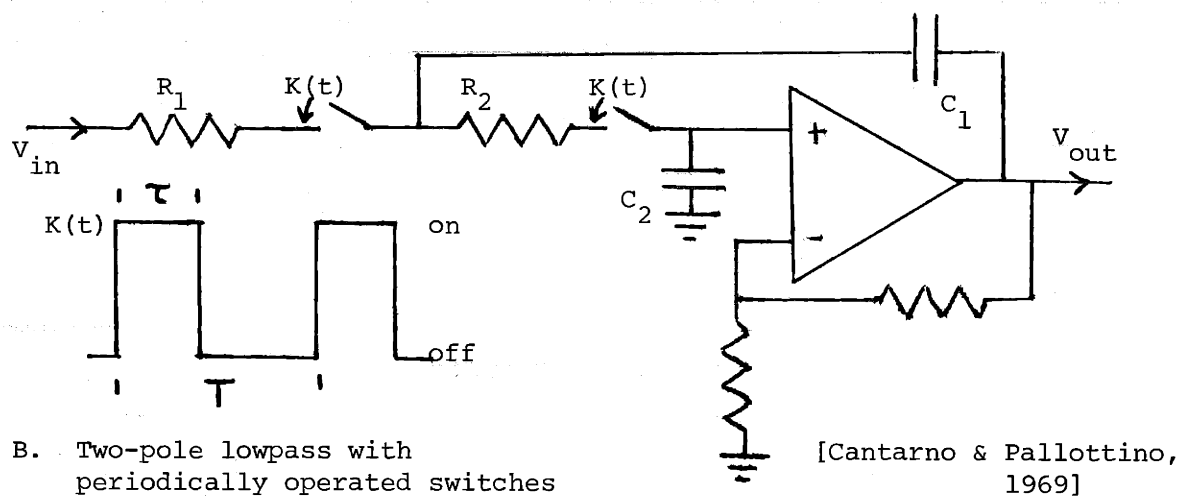 R1
K(t)
R2
K(t)
C1
Vin
+
Vout
τ
C2
K(t)
on
-
off
T
B. Two-pole lowpass with
periodically operated switches
[Cantarno & Pallottino,
1969]